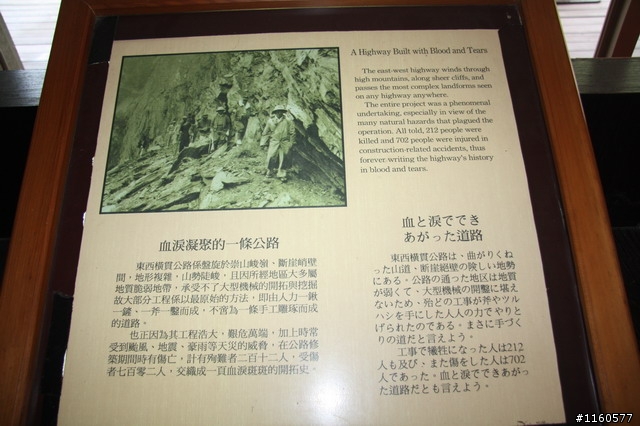 A Highway Built with Blood and Tears
The east-west highway winds through
high mountains, along sheer cliffs, and
passes the most complex landforms seen
on any highway anywhere.
The entire project was a phenomenal
undertaking, especially in view of the
many natural hazards that plagued the
operation. All told, 212 people were
killed and 702 people were injured in
construction-related accidents, thus
forever writing the highway's history
in blood and tears.
血淚凝聚的一條公路
東西橫貫公路係盤旋於崇山峻嶺、斷崖峭壁
間，地形複雜，山勢陡峻，且因所經地區大多屬
地質脆弱地帶，承受不了大型機械的開拓與挖掘
故大部分工程係以最原始的方法，即由人力一鍬
一鏟、一斧一鑿而成，不啻為一條手工雕琢而成
的道路。
也正因為其工程浩大，艱危萬端，加上時常
受到颱風、地震、豪雨等天災的威脅，在公路修
築期間時有傷亡，計有殉難者二百十二人，受傷
者七百零二人，交織成一頁血淚斑斑的開拓史。
血と淚ででき
あがった道路
東西橫貫公路は、曲がりくね
った山道、断崖絕壁の険しい地勢
にある。公路の通った地区は地質
が弱くて、大型機械の開鑿に堪え
ないため、殆どの工事が斧やツル
ハシを手にした人人の力でやりと
げられたのである。まさに手づく
りの道だと言えよう。
工事で犠牲になった人は212
人も及び、また傷をした人は702
人であった。血と淚でできあがっ
た道路だとも言えよう。
#1160577